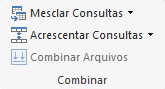 Mesclar Consultas
Acrescentar Consultas
Combinar Arquivos
Combinar